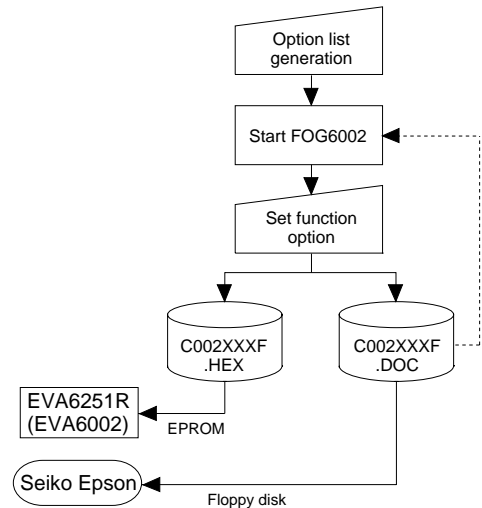 Option list
generation
Start FOG6002
Set function
option
C002XXXF
.HEX
C002XXXF
.DOC
EVA6251R
(EVA6002)
EPROM
Seiko Epson
Floppy disk